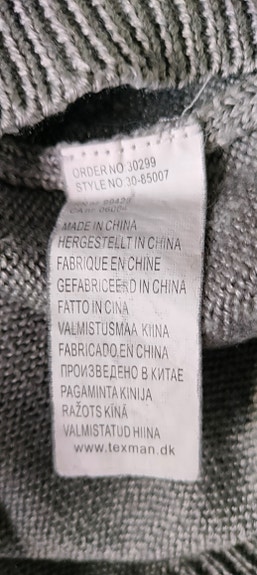 ORDER NO 30299
STYLE NO 30-85007
MADE IN CHINA
HERGESTELLT IN CHINA
FABRIQUE EN CHINE
GEFABRICEERD IN CHINA
FATTO IN CINA
VALMISTUSMAA KIINA
FABRICADO EN CHINA
ПРОИЗВЕДЕНО В КИТАЕ
PAGAMINTA KINIJA
RAŽOTS KĪNĀ
VALMISTATUD HIINA
www.texman.dk